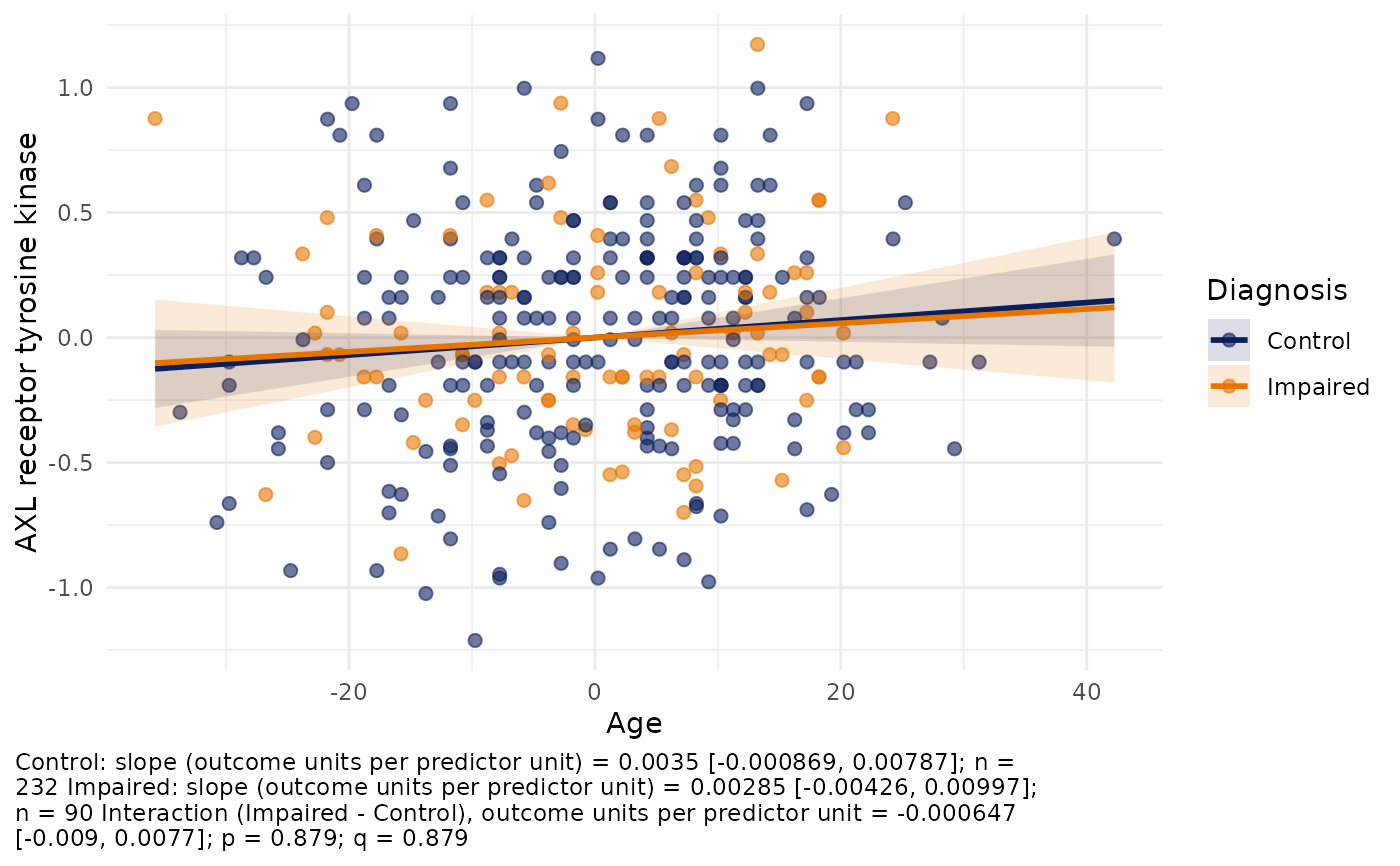 1.0
0.5
0.0
-0.5
-1.0
AXL receptor tyrosine kinase
-20
0
20
40
Age
Diagnosis
Control
Impaired
Control: slope (outcome units per predictor unit) = 0.0035 [-0.000869, 0.00787]; n =
232 Impaired: slope (outcome units per predictor unit) = 0.00285 [-0.00426, 0.00997];
n = 90 Interaction (Impaired - Control), outcome units per predictor unit = -0.000647
[-0.009, 0.0077]; p = 0.879; q = 0.879